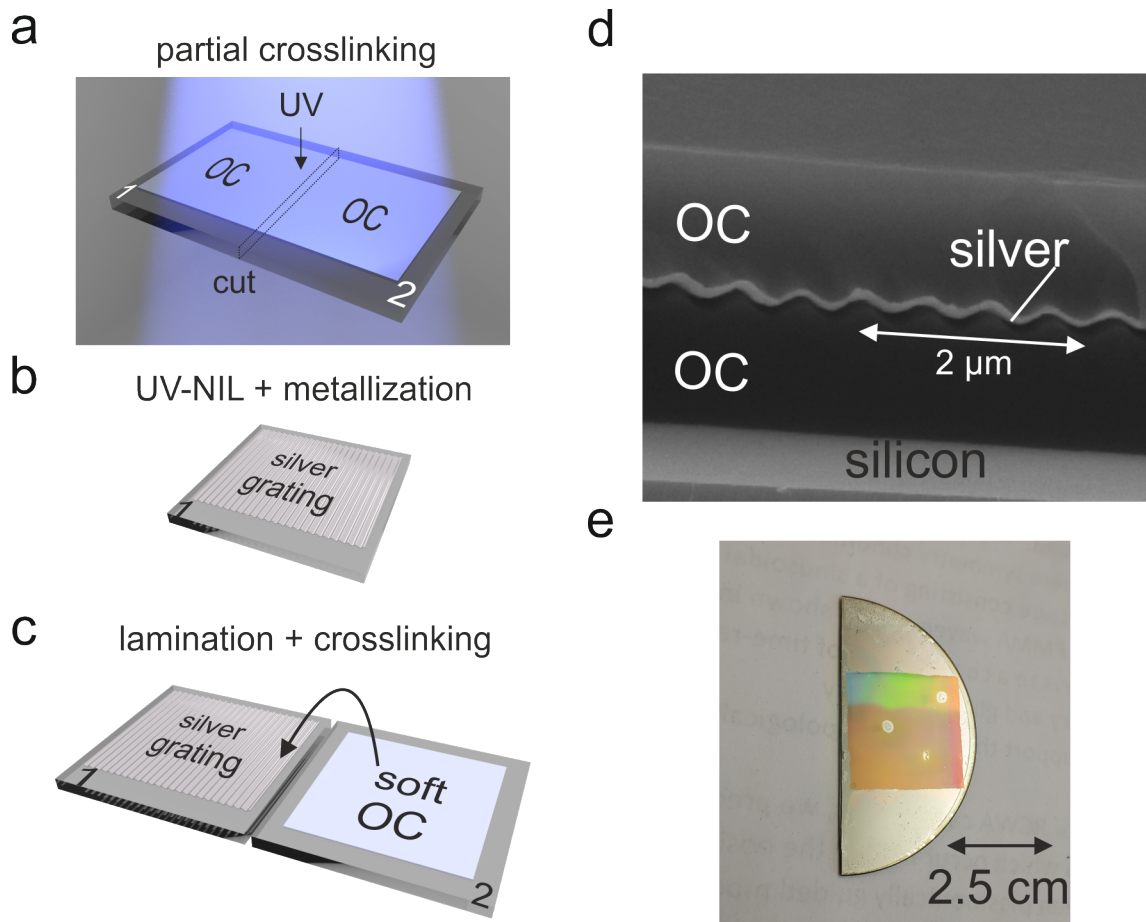 a
partial crosslinking
UV
OC
OC
1
2
cut
b
UV-NIL + metallization
silver
grating
1
c
lamination + crosslinking
silver
grating
1
soft
OC
2
d
OC
silver
2 µm
OC
silicon
e
2.5 cm